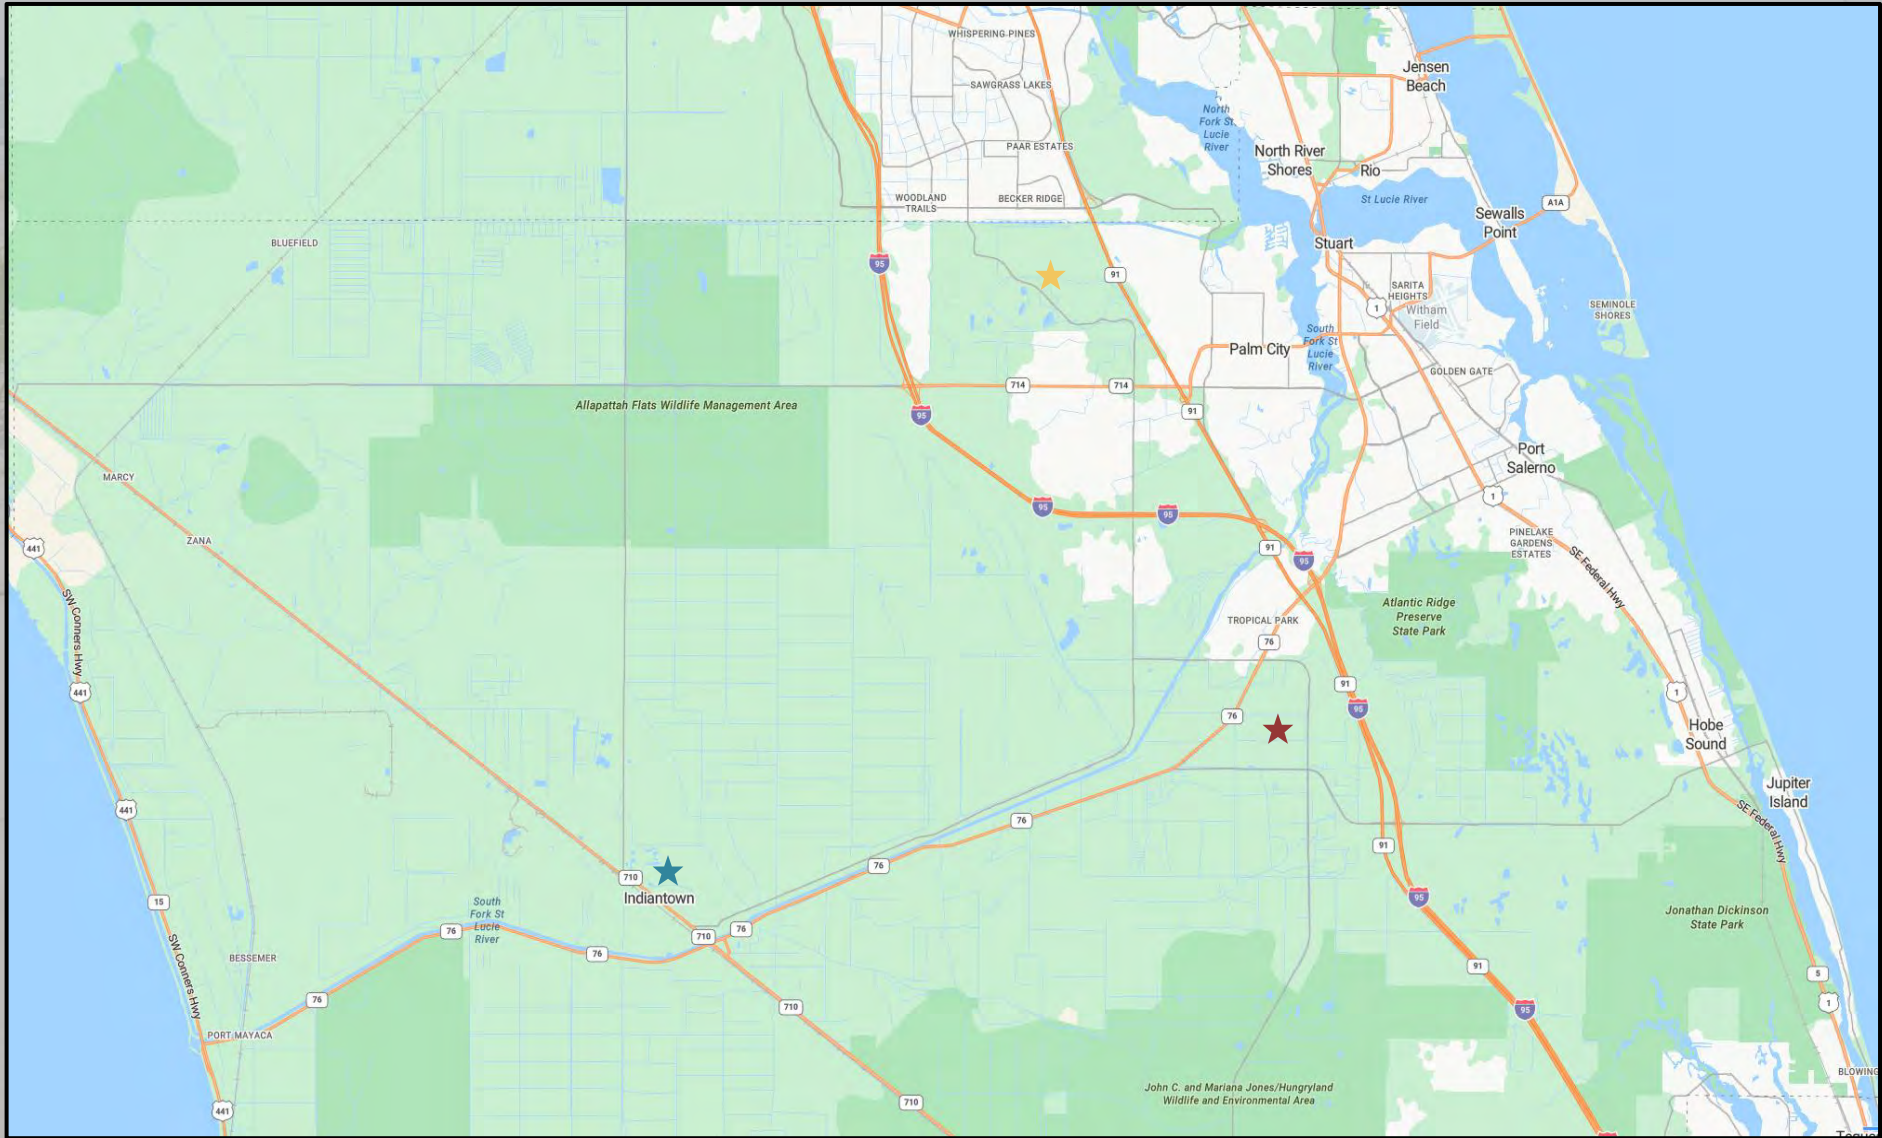 WHISPERING PINES
Jensen
Beach
SAWGRASS LAKES
North
Fork St
Lucie
River
PAAR ESTATES
North River
Shores
Rio
WOODLAND
TRAILS
BECKER RIDGE
St Lucie River
A1A
Sewalls
Point
BLUEFIELD
Stuart
95
91
SARITA
HEIGHTS
1
Witham
Field
SEMINOLE
SHORES
South
Fork St
Lucie
River
Palm City
GOLDEN GATE
714
714
Allapattah Flats Wildlife Management Area
95
91
MARCY
Port
Salerno
1
95
95
ZANA
441
91
95
PINELAKE
GARDENS
ESTATES
SE Federal Hwy
SW Conners Hwy
Atlantic Ridge
Preserve
State Park
TROPICAL PARK
76
441
91
1
95
76
Hobe
Sound
Jupiter
Island
441
76
SE Federal Hwy
91
76
710
Indiantown
95
15
South
Fork St
Lucie
River
Jonathan Dickinson
State Park
76
76
710
76
SW Conners Hwy
BESSEMER
91
5
76
710
95
1
PORT MAYACA
BLOWING
John C. and Mariana Jones/Hungryland
Wildlife and Environmental Area
710
441